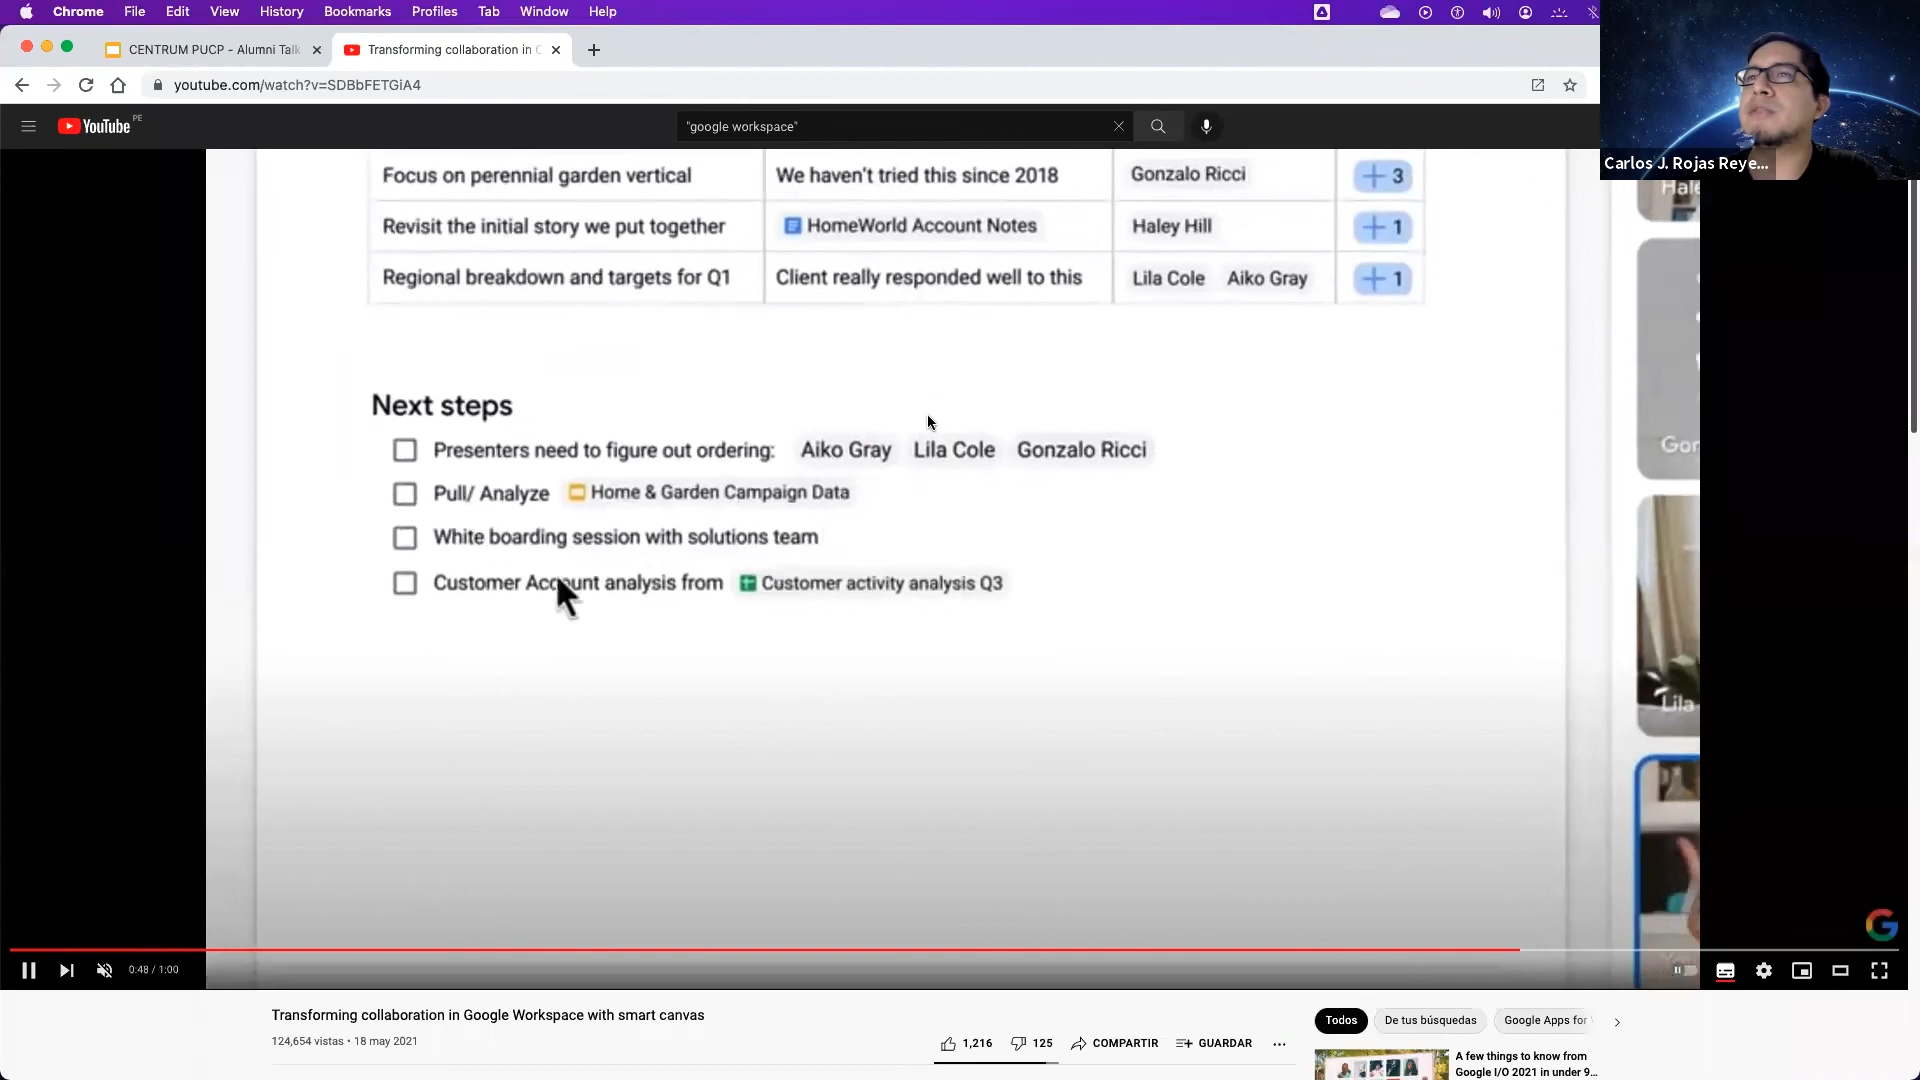 Chrome File Edit View History Bookmarks Profiles Tab Window Help
CENTRUM PUCP - Alumni Talk
Transforming collaboration in
youtube.com/watch?v=SDBbFETGiA4
YouTube PE
"google workspace"
Carlos J. Rojas Reye...
Focus on perennial garden vertical We haven't tried this since 2018 Gonzalo Ricci + 3
Revisit the initial story we put together HomeWorld Account Notes Haley Hill + 1
Regional breakdown and targets for Q1 Client really responded well to this Lila Cole Aiko Gray + 1
Hale
Next steps
Presenters need to figure out ordering: Aiko Gray Lila Cole Gonzalo Ricci
Gon
Pull/ Analyze Home & Garden Campaign Data
White boarding session with solutions team
Customer Account analysis from Customer activity analysis Q3
Lila
0:48 / 1:00
Transforming collaboration in Google Workspace with smart canvas
124,654 vistas • 18 may 2021
1,216 125 COMPARTIR GUARDAR ...
Todos De tus búsquedas Google Apps for
A few things to know from
Google I/O 2021 in under 9...